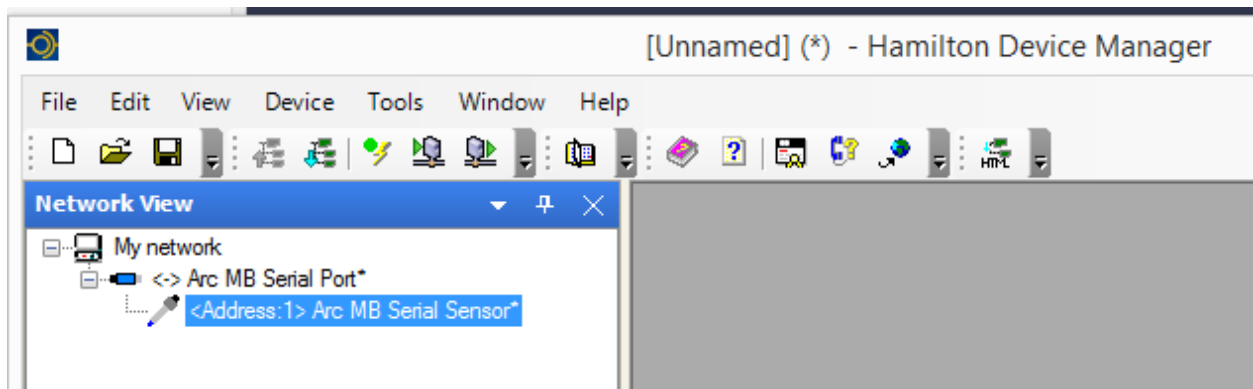 [Unnamed] (*) - Hamilton Device Manager
File Edit View Device Tools Window Help
HTML
Network View
My network
<-> Arc MB Serial Port*
<Address:1> Arc MB Serial Sensor*